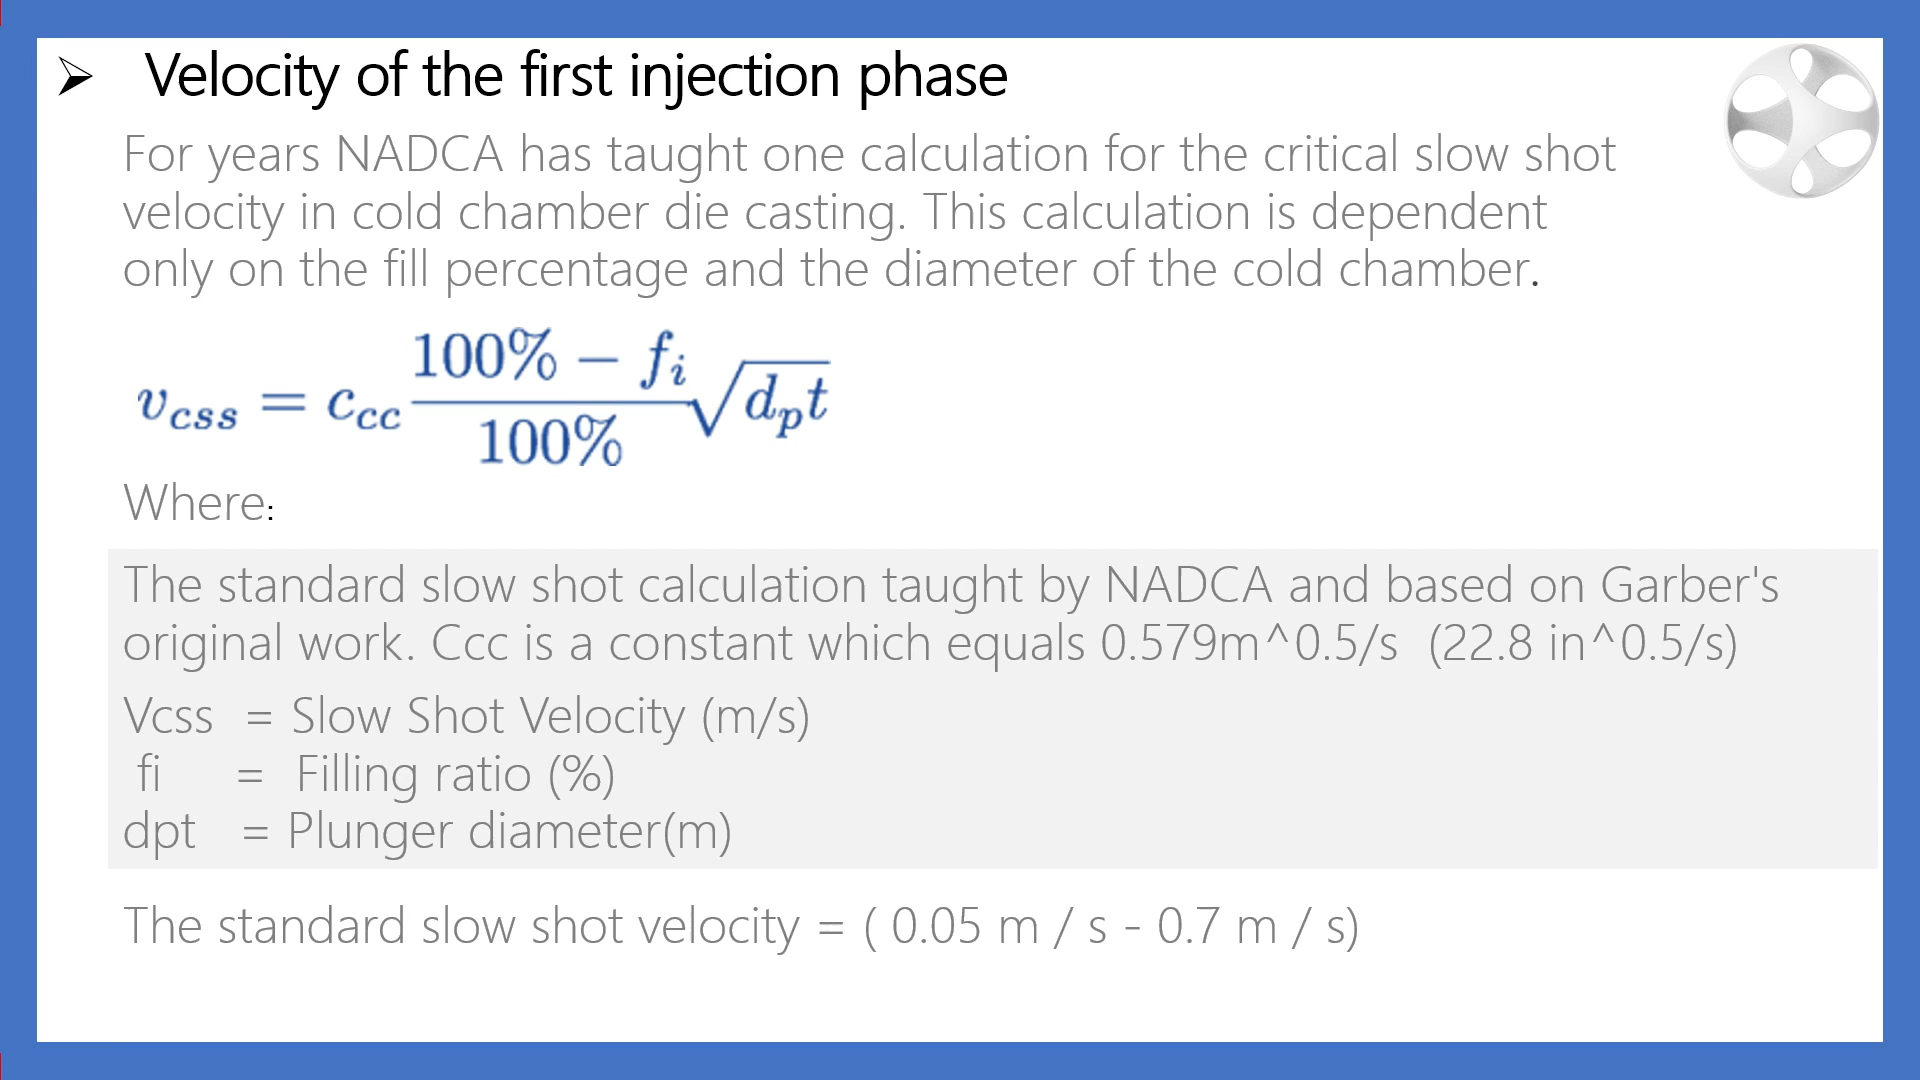 ➢ Velocity of the first injection phase
For years NADCA has taught one calculation for the critical slow shot
velocity in cold chamber die casting. This calculation is dependent
only on the fill percentage and the diameter of the cold chamber.
v_css = c_cc (100% − f_i)/(100%) √(d_pt)
Where:
The standard slow shot calculation taught by NADCA and based on Garber's
original work. Ccc is a constant which equals 0.579m^0.5/s (22.8 in^0.5/s)
Vcss = Slow Shot Velocity (m/s)
fi = Filling ratio (%)
dpt = Plunger diameter(m)
The standard slow shot velocity = ( 0.05 m / s - 0.7 m / s)